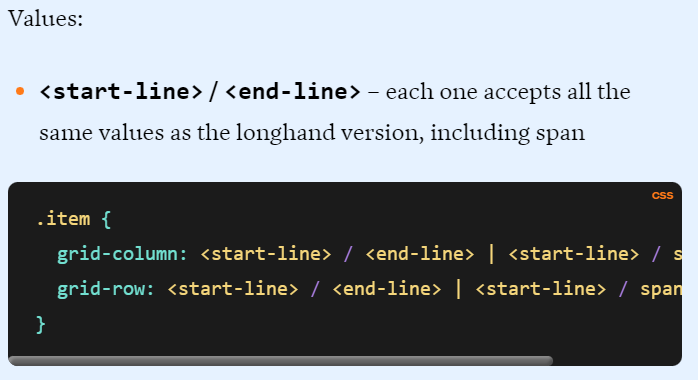 Values:
<start-line> / <end-line> – each one accepts all the
same values as the longhand version, including span
CSS
.item {
grid-column: <start-line> / <end-line> | <start-line> / s
grid-row: <start-line> / <end-line> | <start-line> / span
}